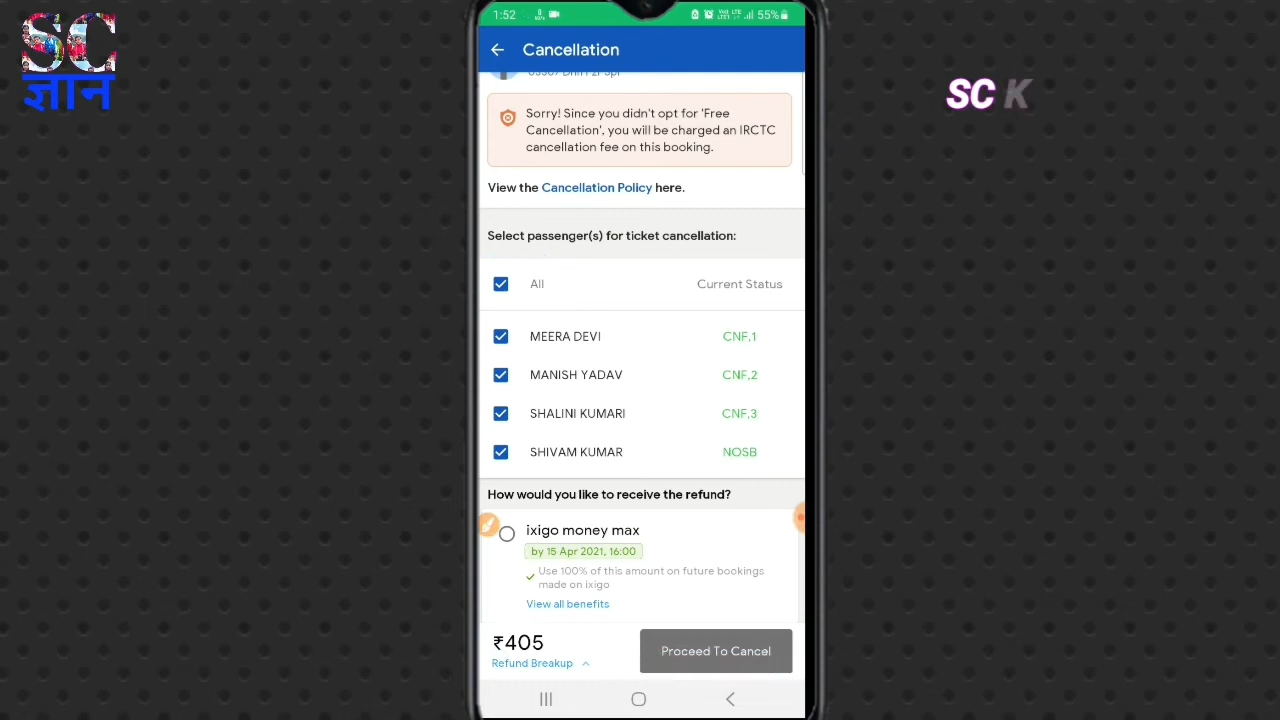 SC
ज्ञान
SC K
1:52
55%
Cancellation
Sorry! Since you didn't opt for 'Free
Cancellation', you will be charged an IRCTC
cancellation fee on this booking.
View the Cancellation Policy here.
Select passenger(s) for ticket cancellation:
All Current Status
MEERA DEVI CNF,1
MANISH YADAV CNF,2
SHALINI KUMARI CNF,3
SHIVAM KUMAR NOSB
How would you like to receive the refund?
ixigo money max
by 15 Apr 2021, 16:00
Use 100% of this amount on future bookings
made on ixigo
View all benefits
₹405
Refund Breakup
Proceed To Cancel